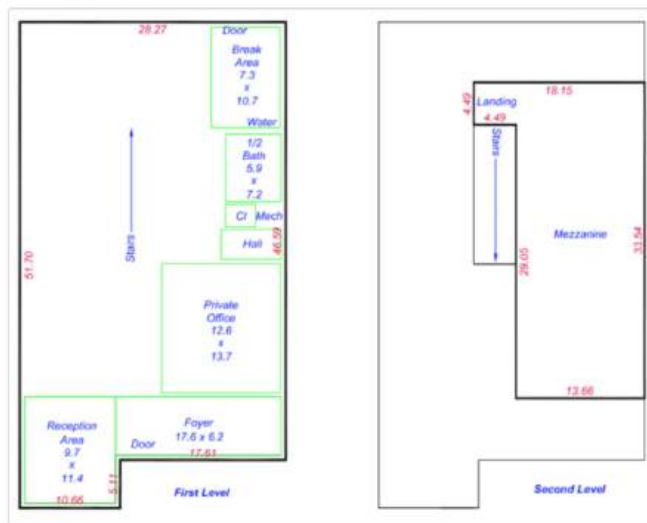 28.27
Door
Break
Area
7.3
x
10.7
Water
1/2
Bath
5.9
x
7.2
Cl
Mech
Hall
46.59
Stairs
51.70
Private
Office
12.6
x
13.7
Reception
Area
9.7
x
11.4
Foyer
17.6 x 6.2
Door
17.61
5.11
10.66
First Level
18.15
4.49
Landing
4.49
Stairs
Mezzanine
33.54
29.05
13.66
Second Level